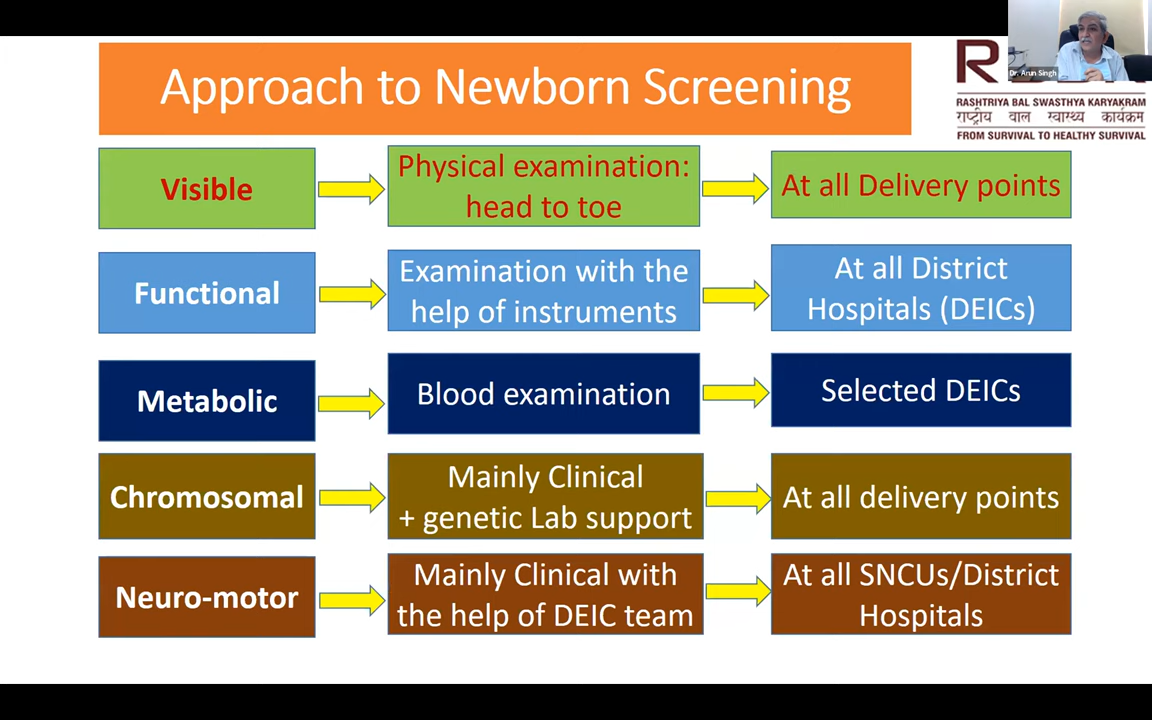 Approach to Newborn Screening
R
Dr. Arun Singh
RASHTRIYA BAL SWASTHYA KARYAKRAM
राष्ट्रीय बाल स्वास्थ्य कार्यक्रम
FROM SURVIVAL TO HEALTHY SURVIVAL
Visible
Physical examination:
head to toe
At all Delivery points
Functional
Examination with the
help of instruments
At all District
Hospitals (DEICs)
Metabolic
Blood examination
Selected DEICs
Chromosomal
Mainly Clinical
+ genetic Lab support
At all delivery points
Neuro-motor
Mainly Clinical with
the help of DEIC team
At all SNCUs/District
Hospitals